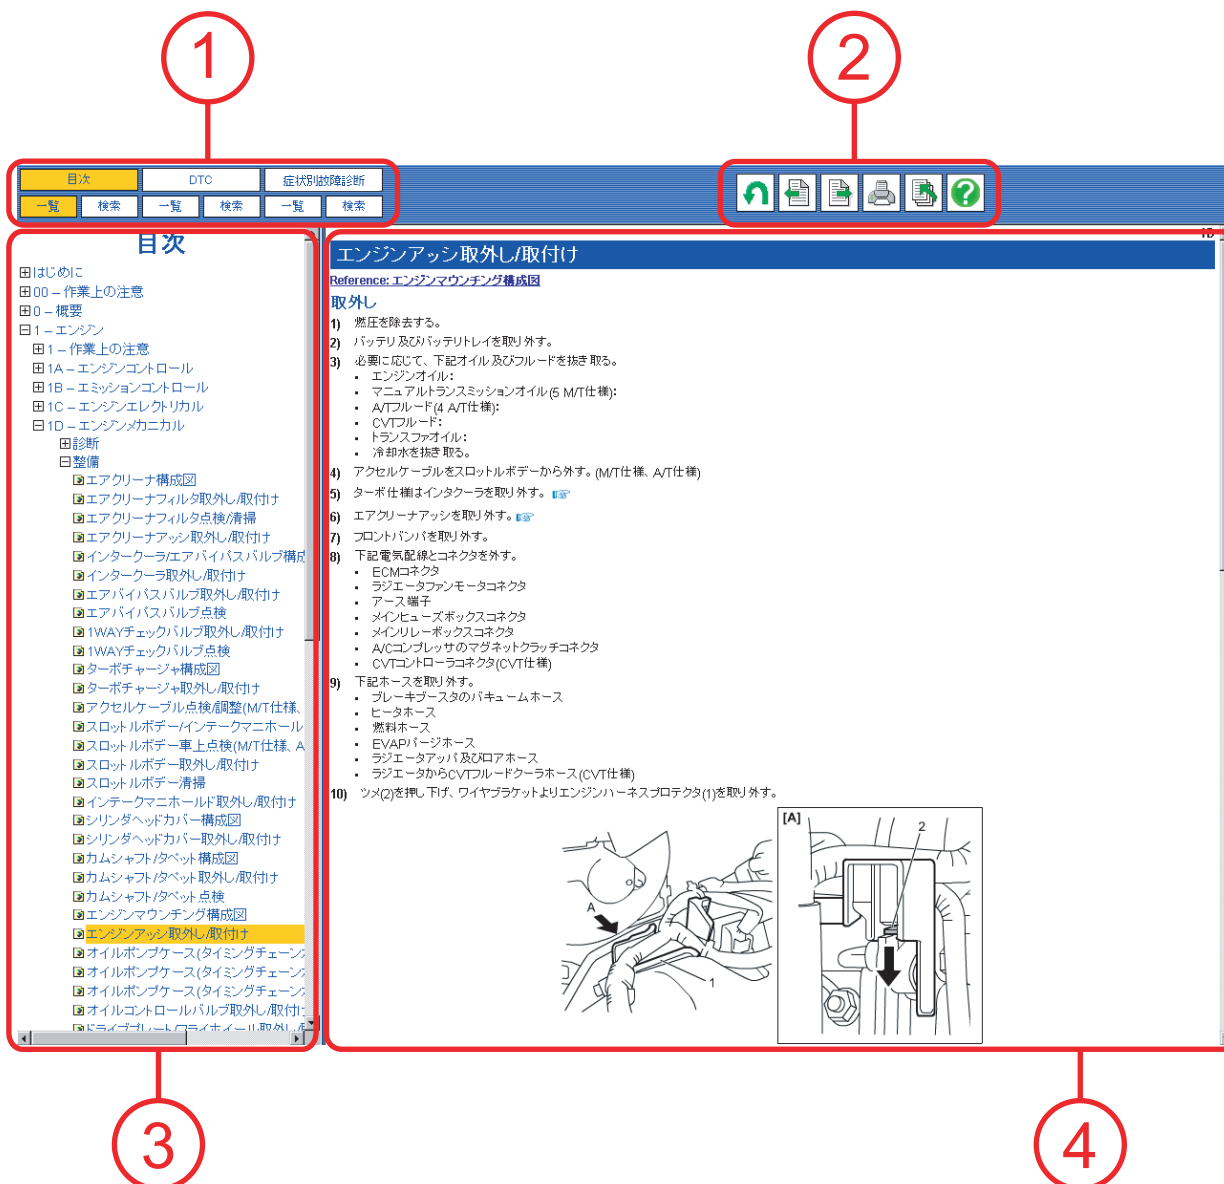 1
2
目次 DTC 症状別故障診断
一覧 検索 一覧 検索 一覧 検索
目次
はじめに
00 – 作業上の注意
0 – 概要
1 – エンジン
1 – 作業上の注意
1A – エンジンコントロール
1B – エミッションコントロール
1C – エンジンエレクトリカル
1D – エンジンメカニカル
診断
整備
エアクリーナ構成図
エアクリーナフィルタ取外し/取付け
エアクリーナフィルタ点検/清掃
エアクリーナアッシ取外し/取付け
インタークーラ/エアバイパスバルブ構成
インタークーラ取外し/取付け
エアバイパスバルブ取外し/取付け
エアバイパスバルブ点検
1WAYチェックバルブ取外し/取付け
1WAYチェックバルブ点検
ターボチャージャ構成図
ターボチャージャ取外し/取付け
アクセルケーブル点検/調整(M/T仕様、
スロットルボデー/インテークマニホール
スロットルボデー車上点検(M/T仕様、A
スロットルボデー取外し/取付け
スロットルボデー清掃
インテークマニホールド取外し/取付け
シリンダヘッドカバー構成図
シリンダヘッドカバー取外し/取付け
カムシャフト/タペット構成図
カムシャフト/タペット取外し/取付け
カムシャフト/タペット点検
エンジンマウンチング構成図
エンジンアッシ取外し/取付け
オイルポンプケース(タイミングチェーン
オイルポンプケース(タイミングチェーン
オイルポンプケース(タイミングチェーン
オイルコントロールバルブ取外し/取付け
ドライブプレート/フライホイール取外し/
1D
エンジンアッシ取外し/取付け
Reference: エンジンマウンチング構成図
取外し
1) 燃圧を除去する。
2) バッテリ及びバッテリトレイを取り外す。
3) 必要に応じて、下記オイル及びフルードを抜き取る。
• エンジンオイル:
• マニュアルトランスミッションオイル(5 M/T仕様):
• A/Tフルード(4 A/T仕様):
• CVTフルード:
• トランスファオイル:
• 冷却水を抜き取る。
4) アクセルケーブルをスロットルボデーから外す。(M/T仕様、A/T仕様)
5) ターボ仕様はインタクーラを取り外す。
6) エアクリーナアッシを取り外す。
7) フロントバンパを取り外す。
8) 下記電気配線とコネクタを外す。
• ECMコネクタ
• ラジエータファンモータコネクタ
• アース端子
• メインヒューズボックスコネクタ
• メインリレーボックスコネクタ
• A/Cコンプレッサのマグネットクラッチコネクタ
• CVTコントローラコネクタ(CVT仕様)
9) 下記ホースを取り外す。
• ブレーキブースタのバキュームホース
• ヒータホース
• 燃料ホース
• EVAPパージホース
• ラジエータアッパ及びロアホース
• ラジエータからCVTフルードクーラホース(CVT仕様)
10) ツメ(2)を押し下げ、ワイヤブラケットよりエンジンハーネスプロテクタ(1)を取り外す。
[A]
2
A
1
3
4